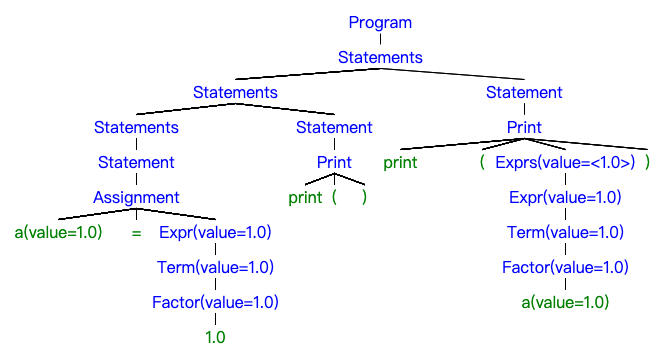 Program
Statements
Statements Statement
Statements Statement Print
Statement Print print ( Exprs(value=<1.0>) )
Assignment print ( ) Expr(value=1.0)
a(value=1.0) = Expr(value=1.0) Term(value=1.0)
Term(value=1.0) Factor(value=1.0)
Factor(value=1.0) a(value=1.0)
1.0